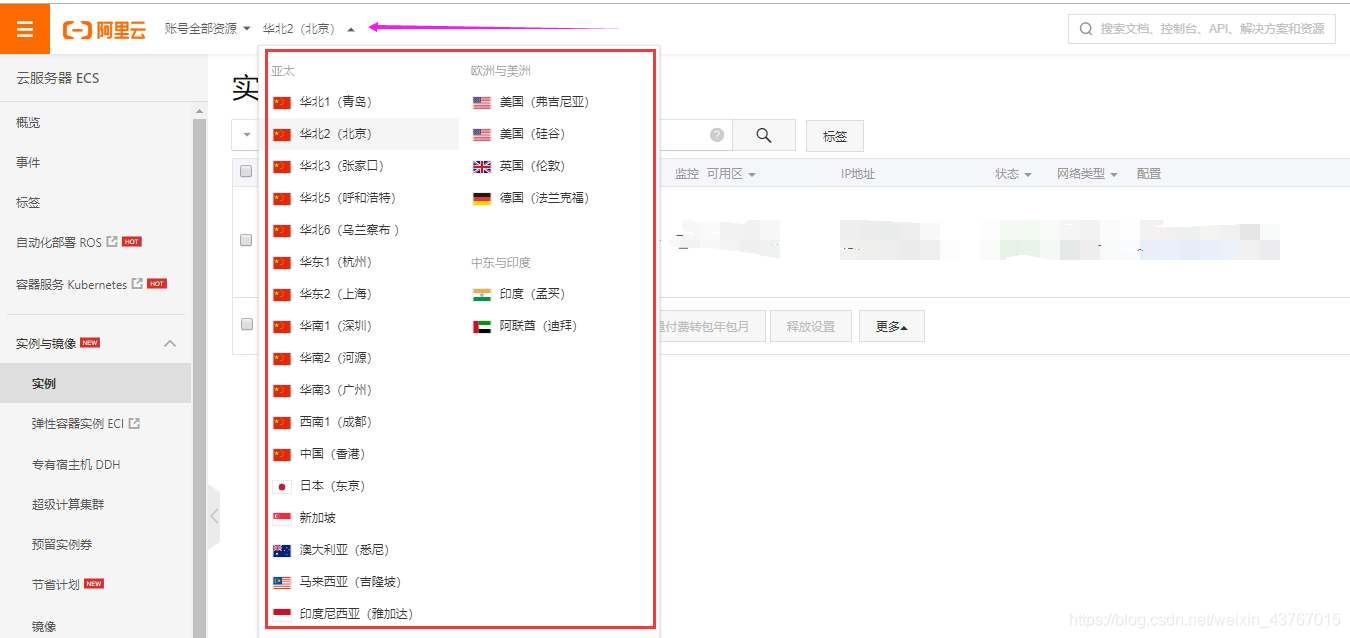 阿里云
账号全部资源
华北2（北京）
搜索文档、控制台、API、解决方案和资源
云服务器 ECS
概览
事件
标签
自动化部署 ROS HOT
容器服务 Kubernetes HOT
实例与镜像 NEW
实例
弹性容器实例 ECI
专有宿主机 DDH
超级计算集群
预留实例券
节省计划 NEW
镜像
实
亚太
华北1（青岛）
华北2（北京）
华北3（张家口）
华北5（呼和浩特）
华北6（乌兰察布 ）
华东1（杭州）
华东2（上海）
华南1（深圳）
华南2（河源）
华南3（广州）
西南1（成都）
中国（香港）
日本（东京）
新加坡
澳大利亚（悉尼）
马来西亚（吉隆坡）
印度尼西亚（雅加达）
欧洲与美洲
美国（弗吉尼亚）
美国（硅谷）
英国（伦敦）
德国（法兰克福）
中东与印度
印度（孟买）
阿联酋（迪拜）
?
标签
监控 可用区 IP地址 状态 网络类型 配置
量付费转包年包月
释放设置
更多
https://blog.csdn.net/weixin_43767015